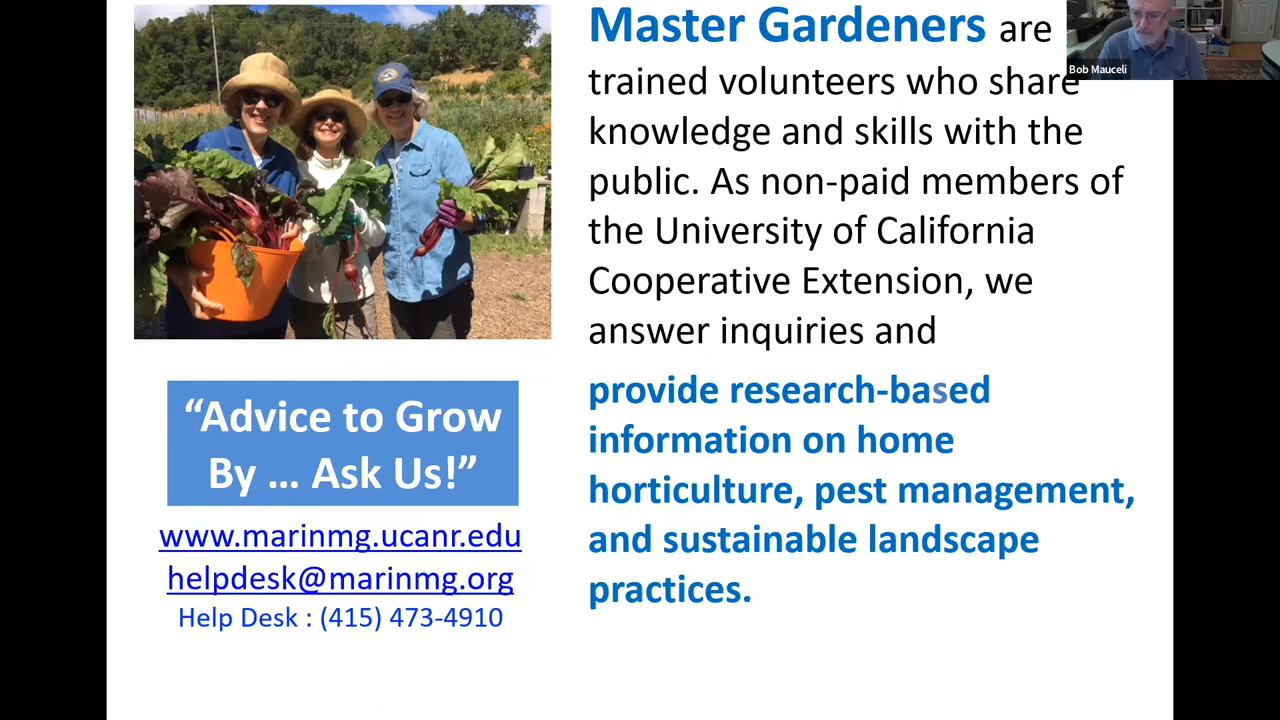 Master Gardeners are
trained volunteers who share
knowledge and skills with the
public. As non-paid members of
the University of California
Cooperative Extension, we
answer inquiries and
provide research-based
information on home
horticulture, pest management,
and sustainable landscape
practices.
“Advice to Grow
By … Ask Us!”
www.marinmg.ucanr.edu
helpdesk@marinmg.org
Help Desk : (415) 473-4910
Bob Mauceli